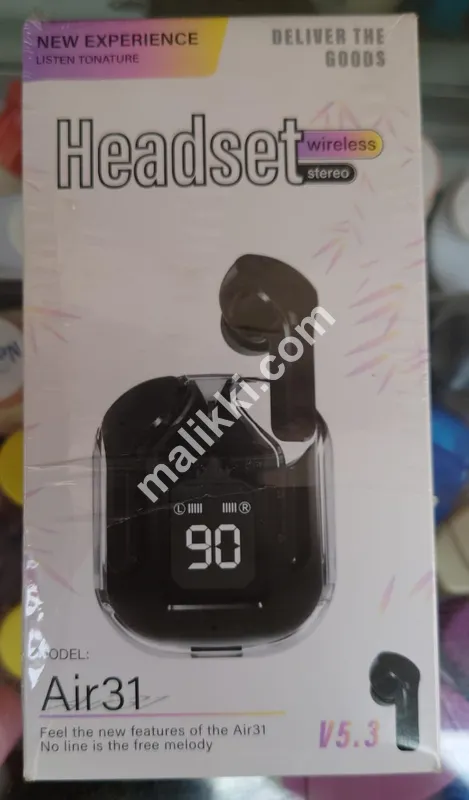 NEW EXPERIENCE
LISTEN TONATURE
DELIVER THE
GOODS
Headset
wireless
stereo
malikki.com
L R
90
ODEL:
Air31
Feel the new features of the Air31
No line is the free melody
V5.3